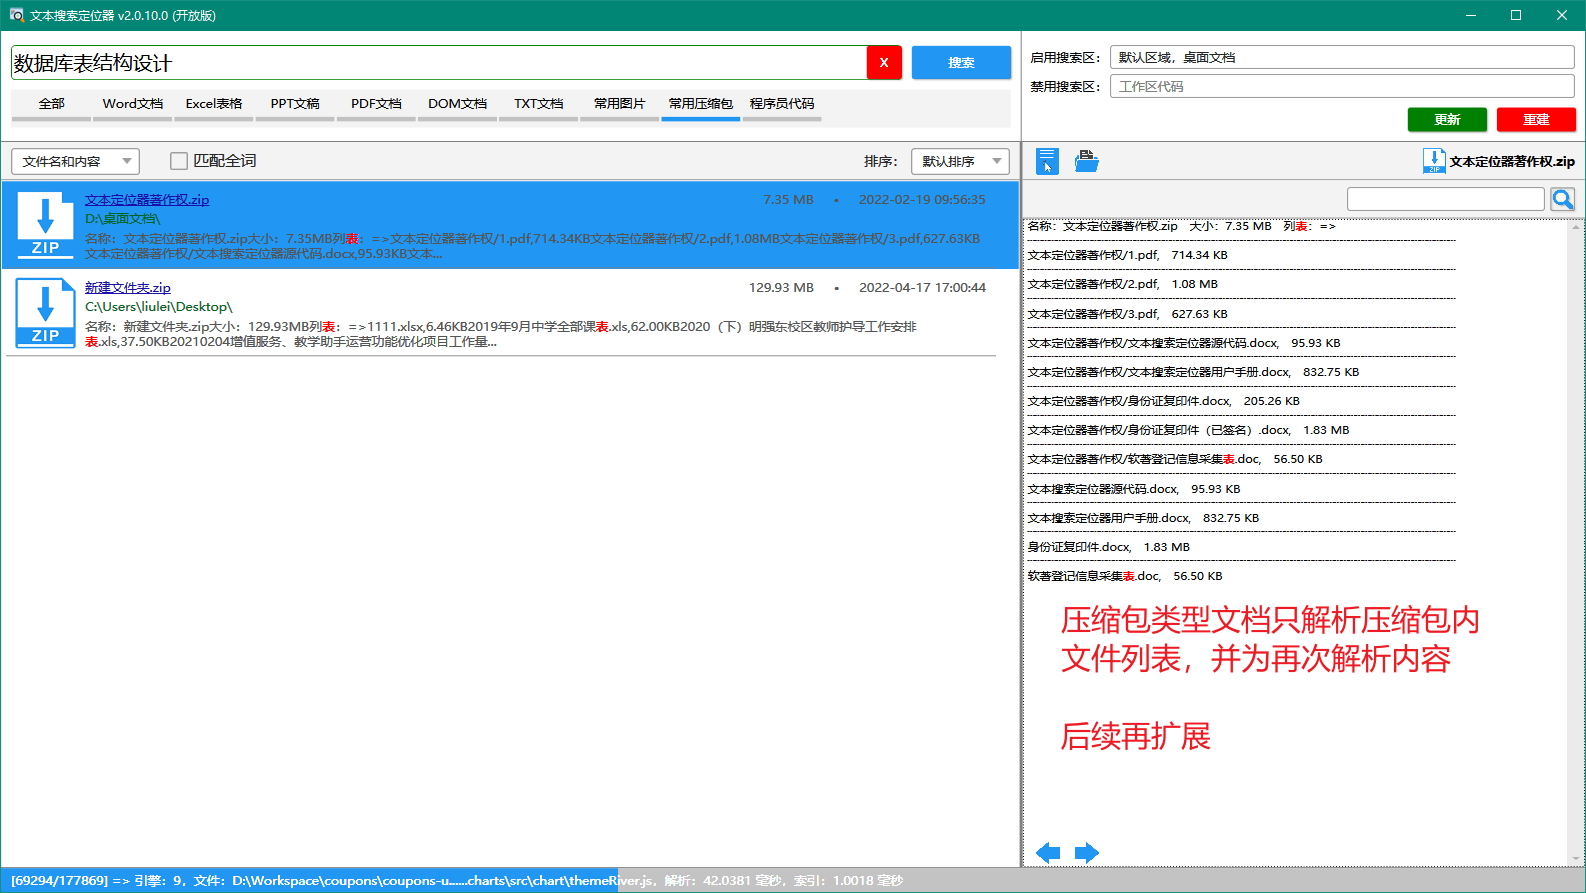 文本搜索定位器 v2.0.10.0 (开放版)
数据库表结构设计
X
搜索
全部
Word文档
Excel表格
PPT文稿
PDF文档
DOM文档
TXT文档
常用图片
常用压缩包
程序员代码
启用搜索区：
默认区域，桌面文档
禁用搜索区：
工作区代码
更新
重建
文件名和内容
匹配全词
排序：
默认排序
文本定位器著作权.zip
文本定位器著作权.zip
7.35 MB
2022-02-19 09:56:35
D:\桌面文档\
名称：文本定位器著作权.zip大小：7.35MB列表：=>文本定位器著作权/1.pdf,714.34KB文本定位器著作权/2.pdf,1.08MB文本定位器著作权/3.pdf,627.63KB
文本定位器著作权/文本搜索定位器源代码.docx,95.93KB文本...
ZIP
新建文件夹.zip
129.93 MB
2022-04-17 17:00:44
C:\Users\liulei\Desktop\
名称：新建文件夹.zip大小：129.93MB列表：=>1111.xlsx,6.46KB2019年9月中学全部课表.xls,62.00KB2020（下）明强东校区教师护导工作安排
表.xls,37.50KB20210204增值服务、教学助手运营功能优化项目工作量...
ZIP
名称：文本定位器著作权.zip 大小：7.35 MB 列表：=>
文本定位器著作权/1.pdf, 714.34 KB
文本定位器著作权/2.pdf, 1.08 MB
文本定位器著作权/3.pdf, 627.63 KB
文本定位器著作权/文本搜索定位器源代码.docx, 95.93 KB
文本定位器著作权/文本搜索定位器用户手册.docx, 832.75 KB
文本定位器著作权/身份证复印件.docx, 205.26 KB
文本定位器著作权/身份证复印件（已签名）.docx, 1.83 MB
文本定位器著作权/软著登记信息采集表.doc, 56.50 KB
文本搜索定位器源代码.docx, 95.93 KB
文本搜索定位器用户手册.docx, 832.75 KB
身份证复印件.docx, 1.83 MB
软著登记信息采集表.doc, 56.50 KB
压缩包类型文档只解析压缩包内
文件列表，并为再次解析内容
后续再扩展
[69294/177869] => 引擎：9，文件：D:\Workspace\coupons\coupons-u......charts\src\chart\themeRiver.js，解析：42.0381 毫秒，索引：1.0018 毫秒